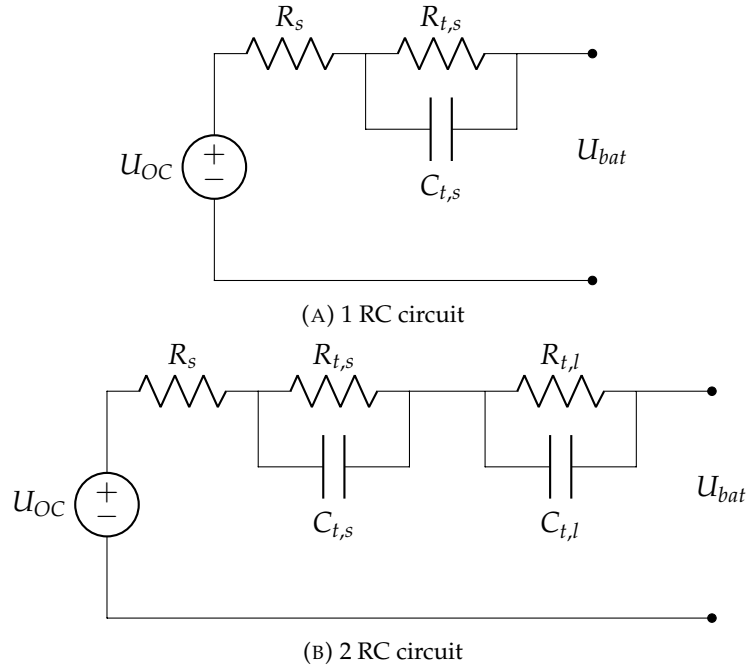 R_s R_{t,s}
U_{OC} + −
C_{t,s}
U_{bat}
(A) 1 RC circuit
R_s R_{t,s} R_{t,l}
U_{OC} + −
C_{t,s} C_{t,l}
U_{bat}
(B) 2 RC circuit